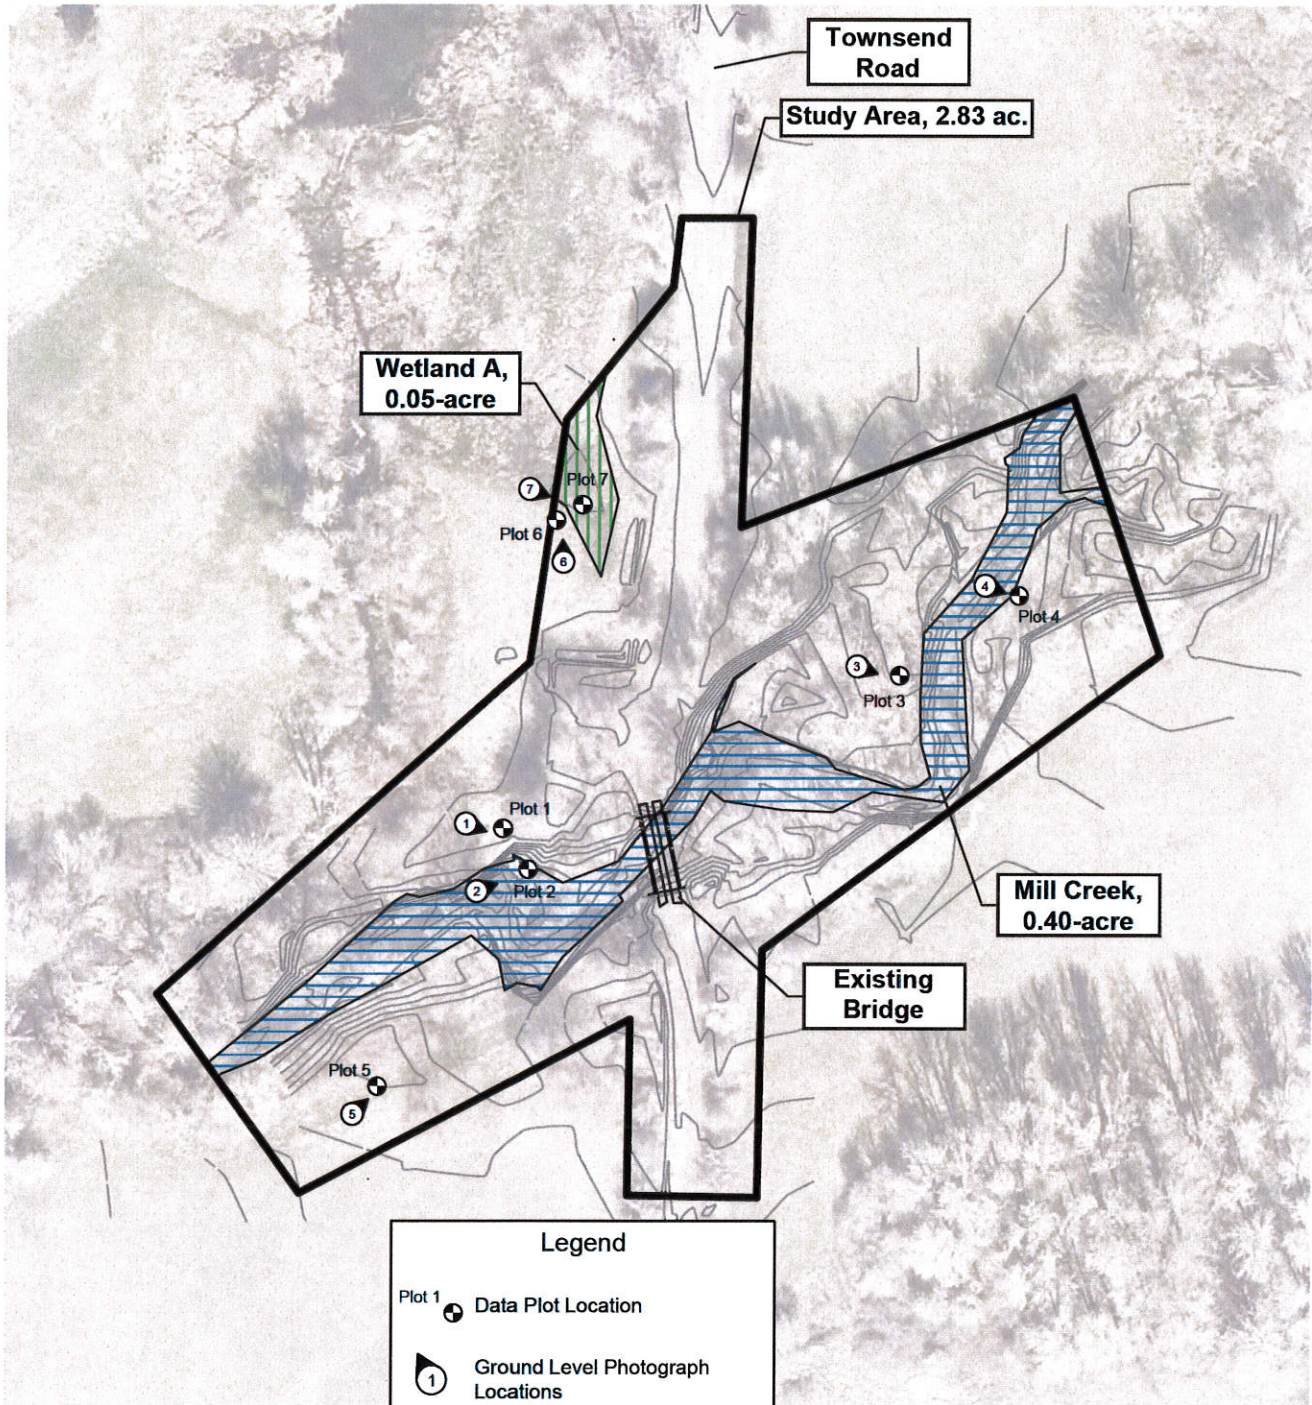 Townsend
Road
Study Area, 2.83 ac.
Wetland A,
0.05-acre
Plot 7
7
Plot 6
6
4
Plot 4
3
Plot 3
1
Plot 1
2
Plot 2
Mill Creek,
0.40-acre
Existing
Bridge
Plot 5
5
Legend
Plot 1
Data Plot Location
1
Ground Level Photograph
Locations